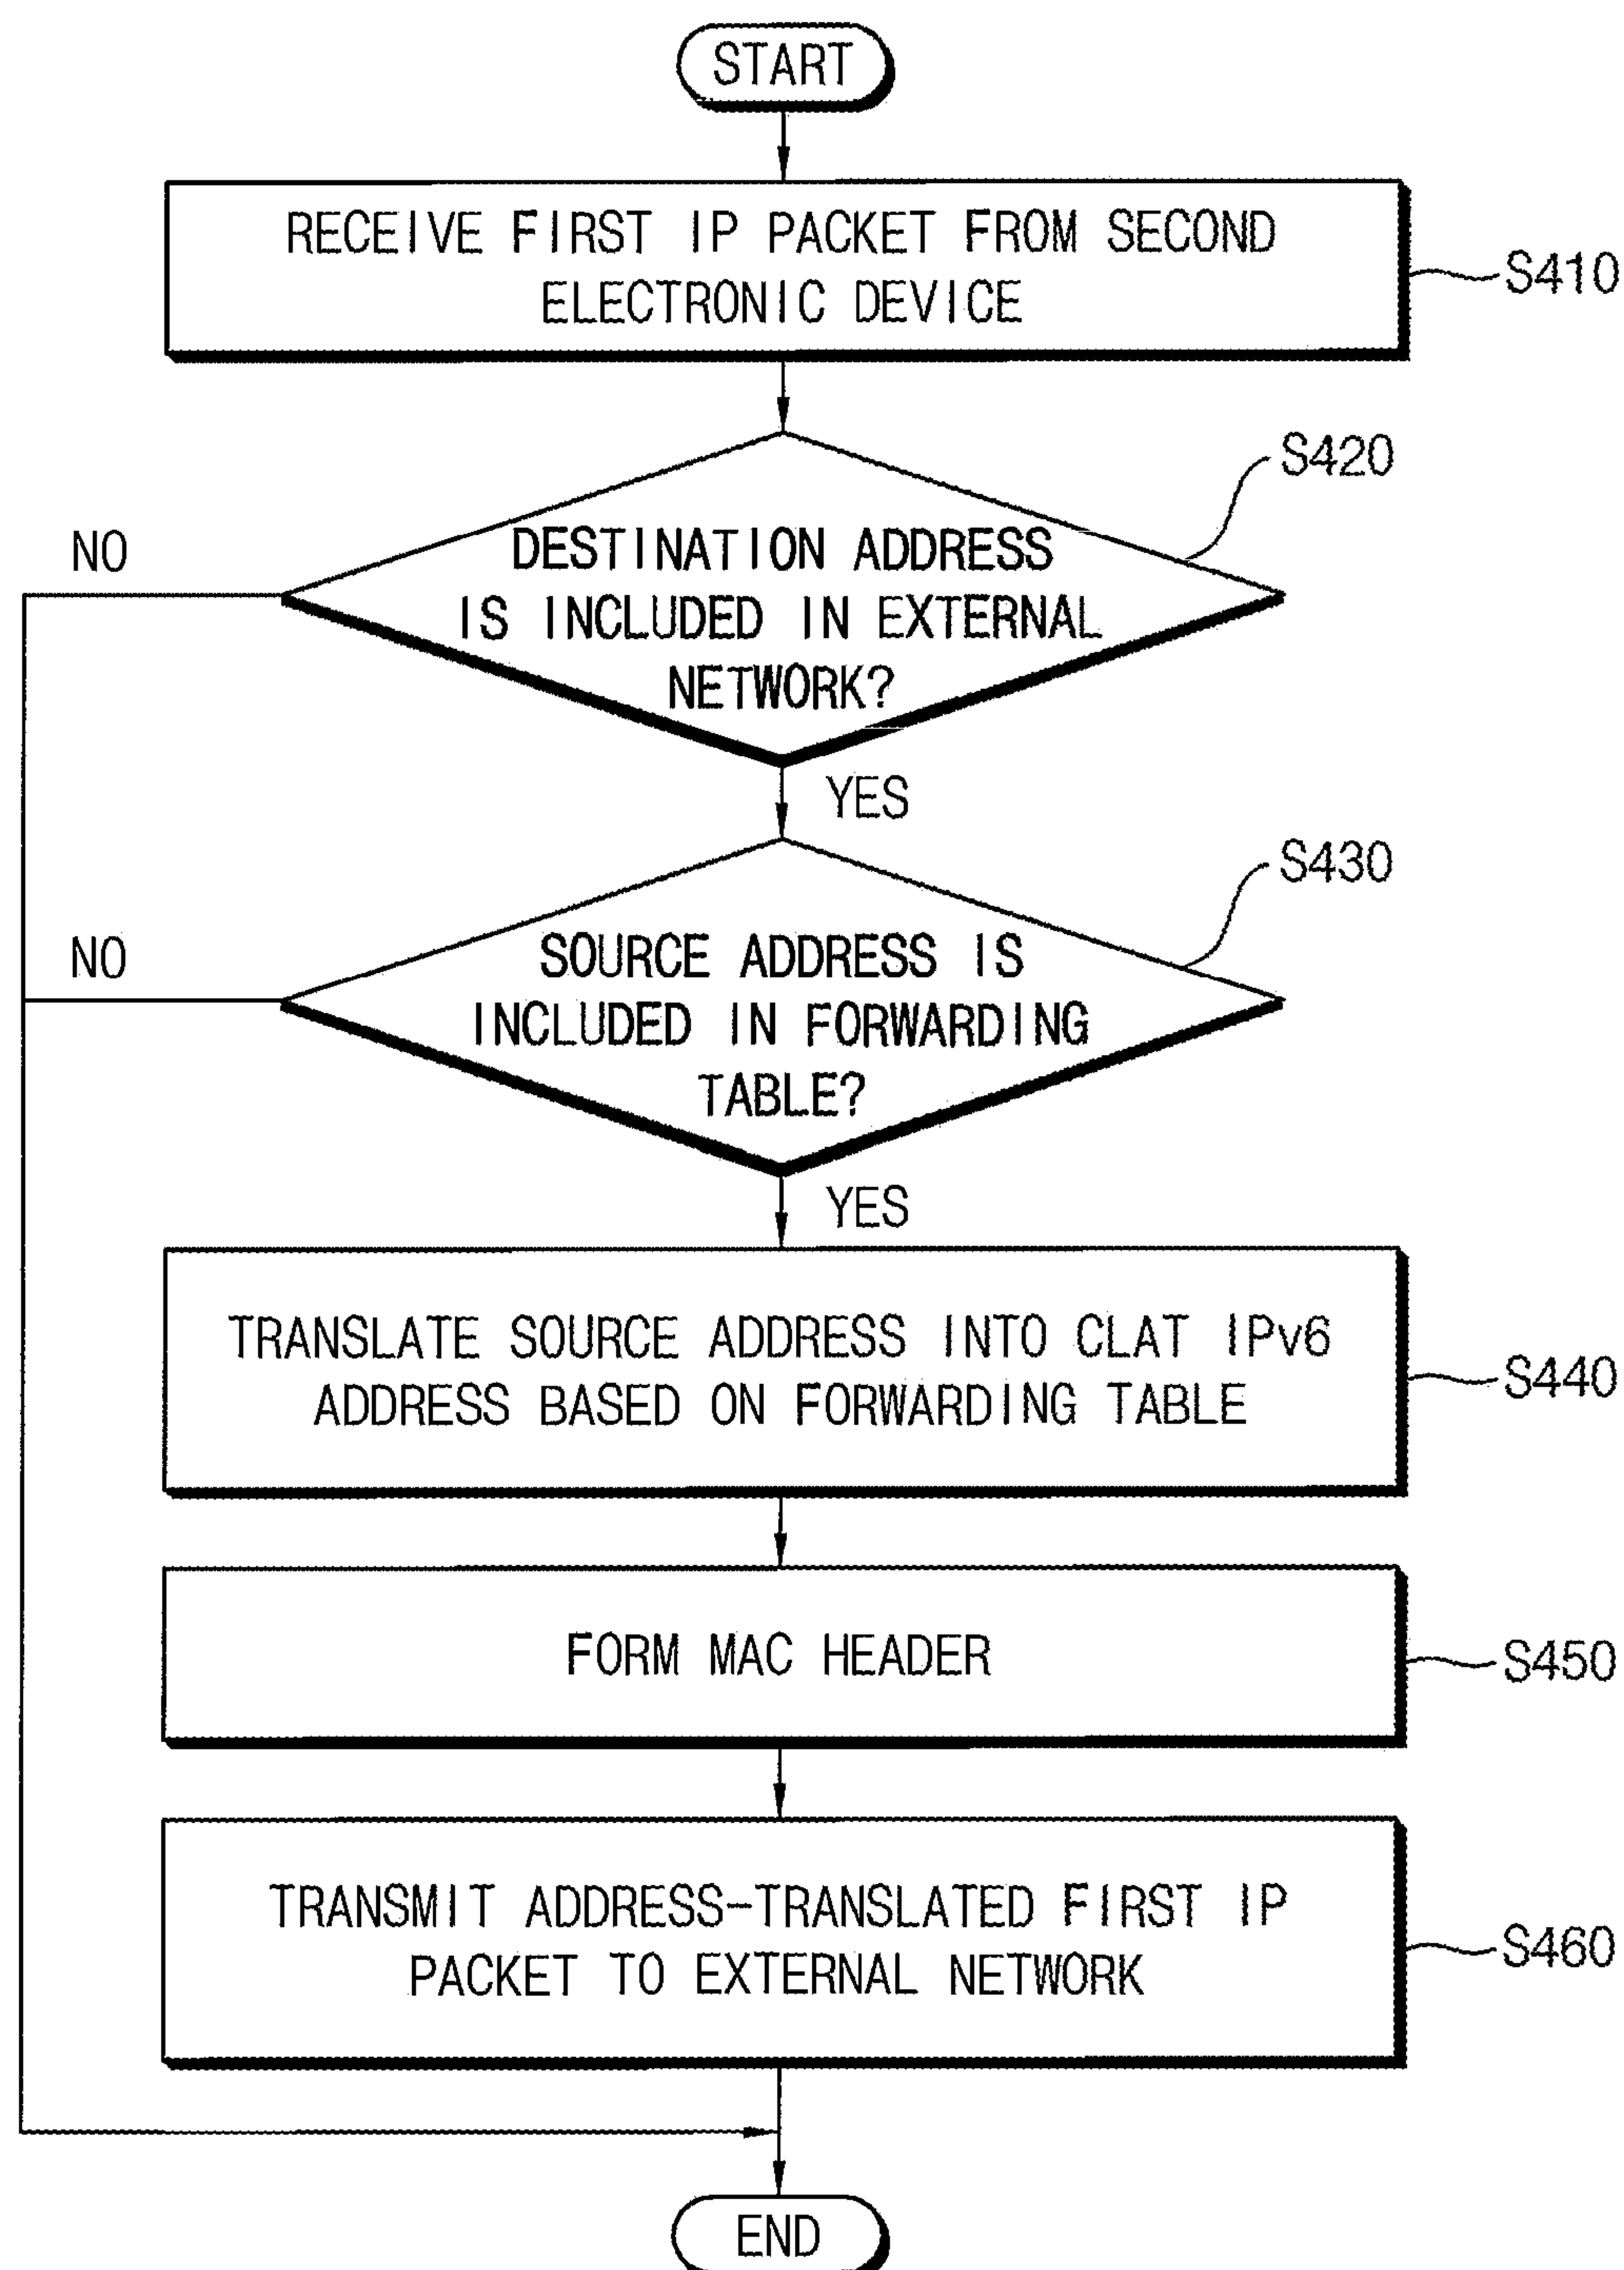 START
RECEIVE FIRST IP PACKET FROM SECOND
ELECTRONIC DEVICE
S410
S420
NO
DESTINATION ADDRESS
IS INCLUDED IN EXTERNAL
NETWORK?
YES
S430
NO
SOURCE ADDRESS IS
INCLUDED IN FORWARDING
TABLE?
YES
TRANSLATE SOURCE ADDRESS INTO CLAT IPv6
ADDRESS BASED ON FORWARDING TABLE
S440
FORM MAC HEADER
S450
TRANSMIT ADDRESS-TRANSLATED FIRST IP
PACKET TO EXTERNAL NETWORK
S460
END